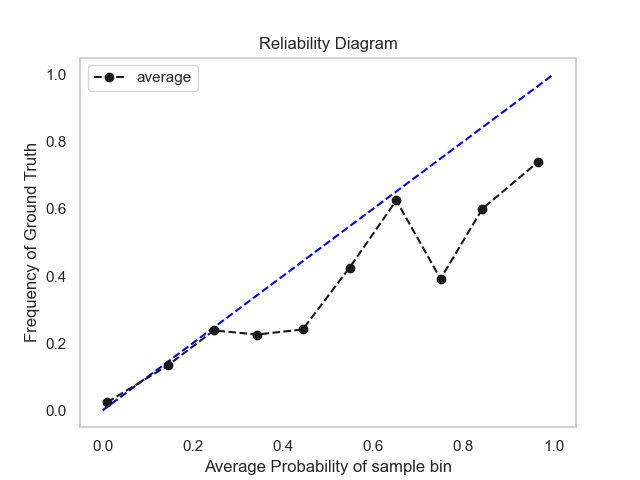 Reliability Diagram
average
1.0
0.8
0.6
0.4
0.2
0.0
Frequency of Ground Truth
0.0 0.2 0.4 0.6 0.8 1.0
Average Probability of sample bin